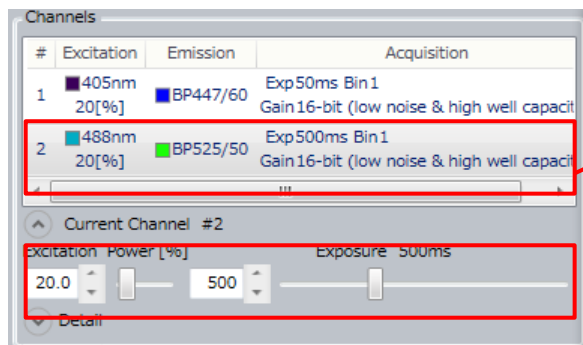 Channels
# Excitation Emission Acquisition
1 405nm 20[%] BP447/60 Exp50ms Bin1
Gain16-bit (low noise & high well capacit
2 488nm 20[%] BP525/50 Exp500ms Bin1
Gain16-bit (low noise & high well capacit
Current Channel #2
Excitation Power [%] Exposure 500ms
20.0 500
Detail